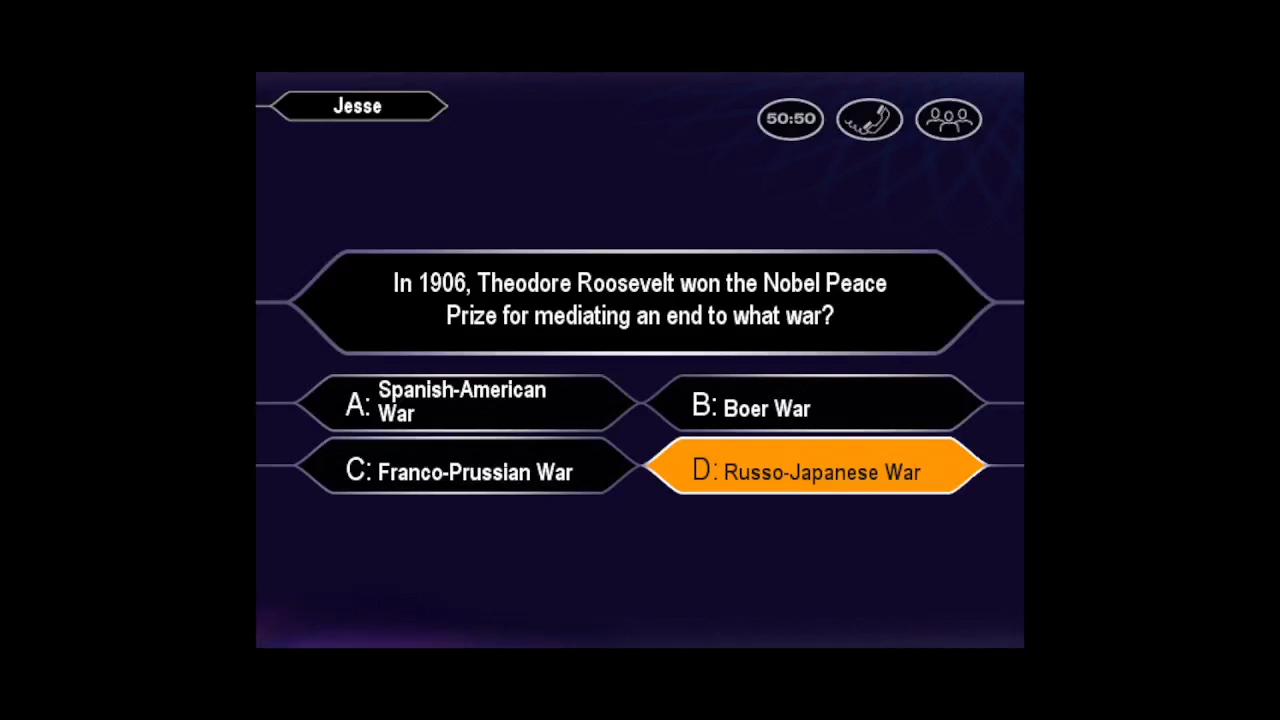 Jesse
50:50
In 1906, Theodore Roosevelt won the Nobel Peace
Prize for mediating an end to what war?
A: Spanish-American
War
B: Boer War
C: Franco-Prussian War
D: Russo-Japanese War